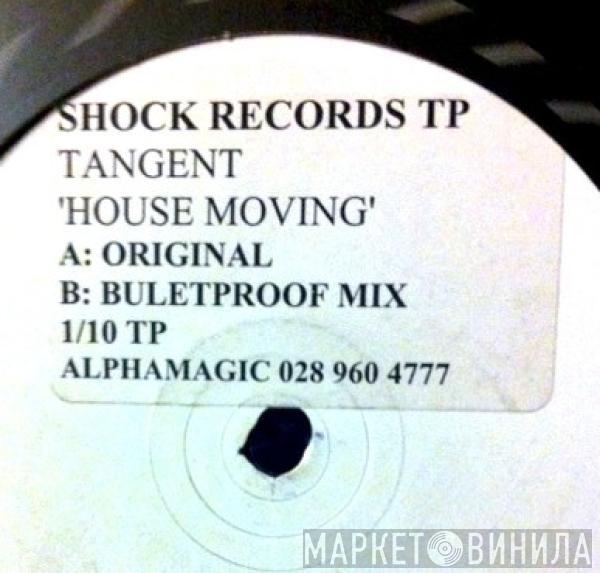 SHOCK RECORDS TP
TANGENT
'HOUSE MOVING'
A: ORIGINAL
B: BULETPROOF MIX
1/10 TP
ALPHAMAGIC 028 960 4777
МАРКЕТ ВИНИЛА